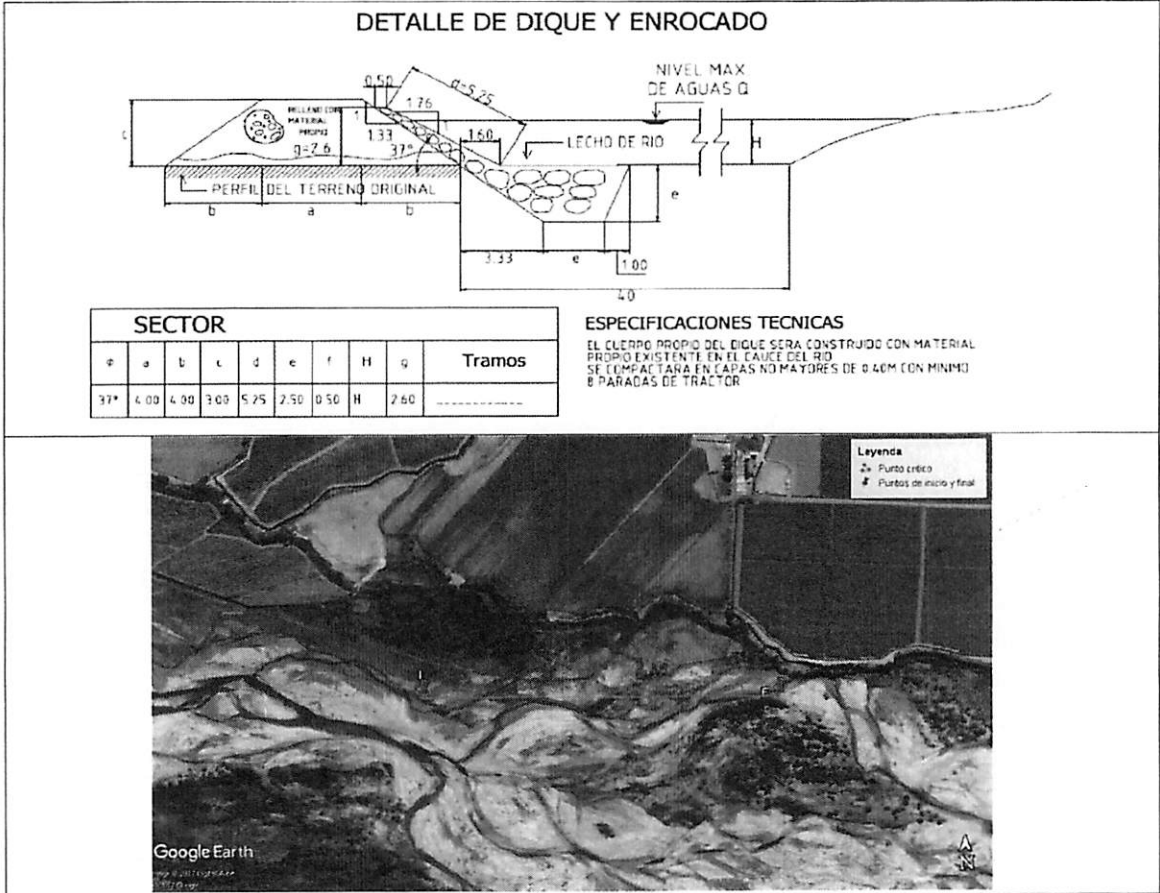 DETALLE DE DIQUE Y ENROCADO
NIVEL MAX
DE AGUAS Q
0.50
d=5.25
1.76
RELLENO CON
MATERIAL
PROPIO
1
1.33
1.60
LECHO DE RIO
H
c
g=2.6
37°
PERFIL DEL TERRENO ORIGINAL
b
a
b
e
3.33
e
1.00
40
SECTOR
a b c d e f H g Tramos
37° 4.00 4.00 3.00 5.25 2.50 0.50 H 2.60 ------------
ESPECIFICACIONES TECNICAS
EL CUERPO PROPIO DEL DIQUE SERA CONSTRUIDO CON MATERIAL
PROPIO EXISTENTE EN EL CAUCE DEL RIO
SE COMPACTARA EN CAPAS NO MAYORES DE 0.40M CON MINIMO
8 PARADAS DE TRACTOR
Leyenda
Punto critico
Puntos de inicio y final
I
F
Google Earth
N